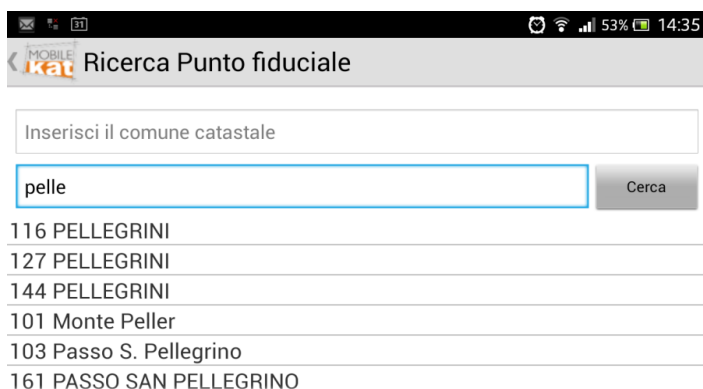 31 53% 14:35
MOBILE Kat Ricerca Punto fiduciale
Inserisci il comune catastale
pelle Cerca
116 PELLEGRINI
127 PELLEGRINI
144 PELLEGRINI
101 Monte Peller
103 Passo S. Pellegrino
161 PASSO SAN PELLEGRINO